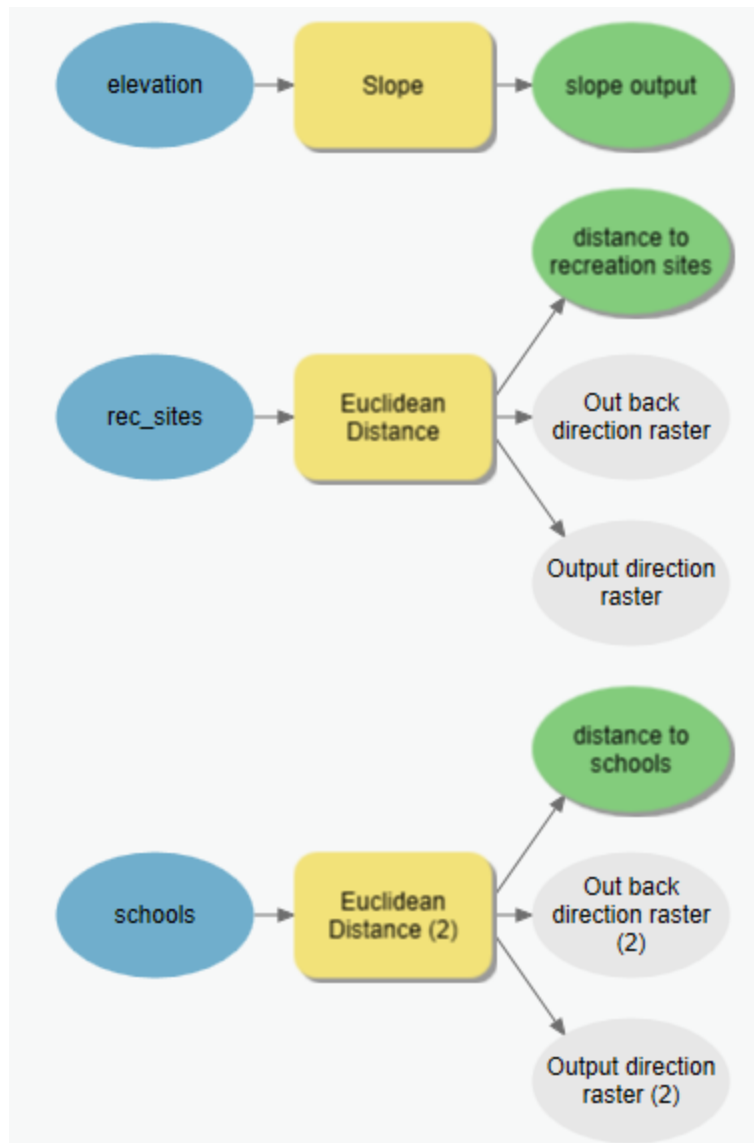 elevation
Slope
slope output
distance to
recreation sites
rec_sites
Euclidean
Distance
Out back
direction raster
Output direction
raster
distance to
schools
schools
Euclidean
Distance (2)
Out back
direction raster
(2)
Output direction
raster (2)